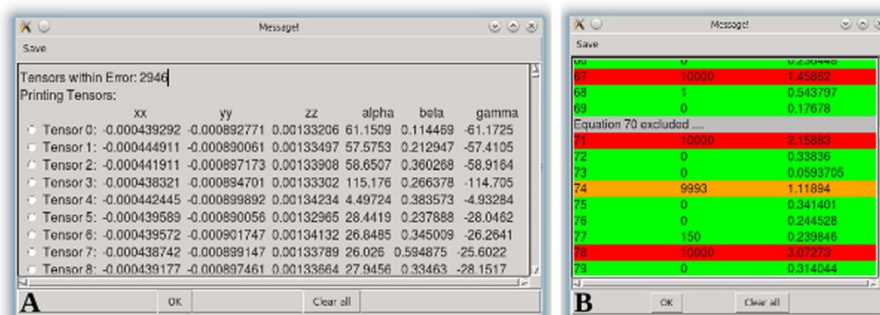 Message!
Save
Tensors within Error: 2946
Printing Tensors:
xx yy zz alpha beta gamma
Tensor 0: -0.000439292 -0.000892771 0.00133206 61.1509 0.114469 -61.1725
Tensor 1: -0.000444911 -0.000890061 0.00133497 57.5753 0.212947 -57.4105
Tensor 2: -0.000441911 -0.000897173 0.00133908 58.6507 0.360268 -58.9164
Tensor 3: -0.000438321 -0.000894701 0.00133302 115.176 0.266378 -114.705
Tensor 4: -0.000442445 -0.000899892 0.00134234 4.49724 0.383573 -4.93284
Tensor 5: -0.000439589 -0.000890056 0.00132965 28.4419 0.237888 -28.0462
Tensor 6: -0.000439572 -0.000901747 0.00134132 26.8485 0.345009 -26.2641
Tensor 7: -0.000438742 -0.000899147 0.00133789 26.026 0.594875 -25.6022
Tensor 8: -0.000439177 -0.000897461 0.00133664 27.9456 0.33463 -28.1517
A OK Clear all
Message!
Save
67 10000 1.45862
68 1 0.543797
69 0 0.17678
Equation 70 excluded ....
71 10000 2.15883
72 0 0.33836
73 0 0.0593705
74 9993 1.11894
75 0 0.341401
76 0 0.244528
77 150 0.239846
78 10000 3.07273
79 0 0.314044
B OK Clear all